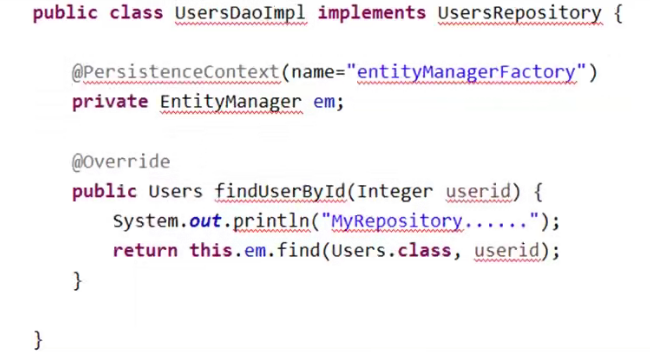 public class UsersDaoImpl implements UsersRepository {
@PersistenceContext(name="entityManagerFactory")
private EntityManager em;
@Override
public Users findUserById(Integer userid) {
System.out.println("MyRepository......");
return this.em.find(Users.class, userid);
}
}